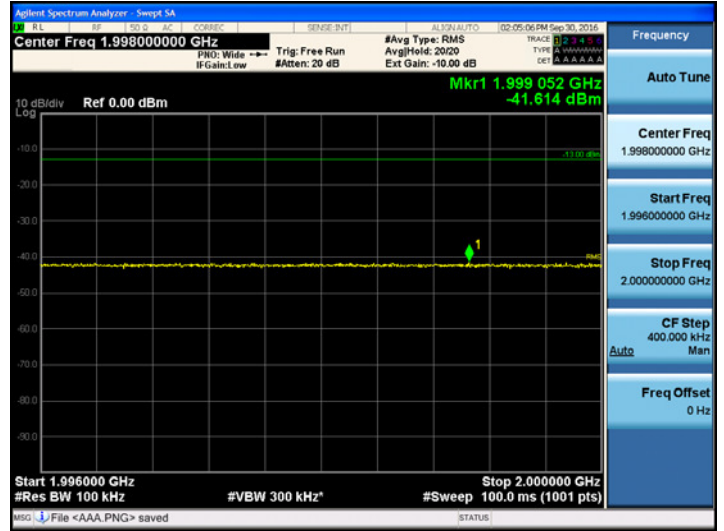 Agilent Spectrum Analyzer - Swept SA
RL RF 50 Ω AC CORREC SENSE:INT ALIGN AUTO 02:05:06 PM Sep 30, 2016
Center Freq 1.998000000 GHz
PNO: Wide
IFGain:Low
Trig: Free Run
#Atten: 20 dB
#Avg Type: RMS
Avg|Hold: 20/20
Ext Gain: -10.00 dB
TRACE 1 2 3 4 5 6
TYPE A WWWWW
DET A A A A A A
Mkr1 1.999 052 GHz
-41.614 dBm
10 dB/div Ref 0.00 dBm
Log
-10.0
-13.00 dBm
-20.0
-30.0
1
-40.0
RMS
-50.0
-60.0
-70.0
-80.0
-90.0
Start 1.996000 GHz Stop 2.000000 GHz
#Res BW 100 kHz #VBW 300 kHz* #Sweep 100.0 ms (1001 pts)
MSG File <AAA.PNG> saved STATUS
Frequency
Auto Tune
Center Freq
1.998000000 GHz
Start Freq
1.996000000 GHz
Stop Freq
2.000000000 GHz
CF Step
400.000 kHz
Auto Man
Freq Offset
0 Hz